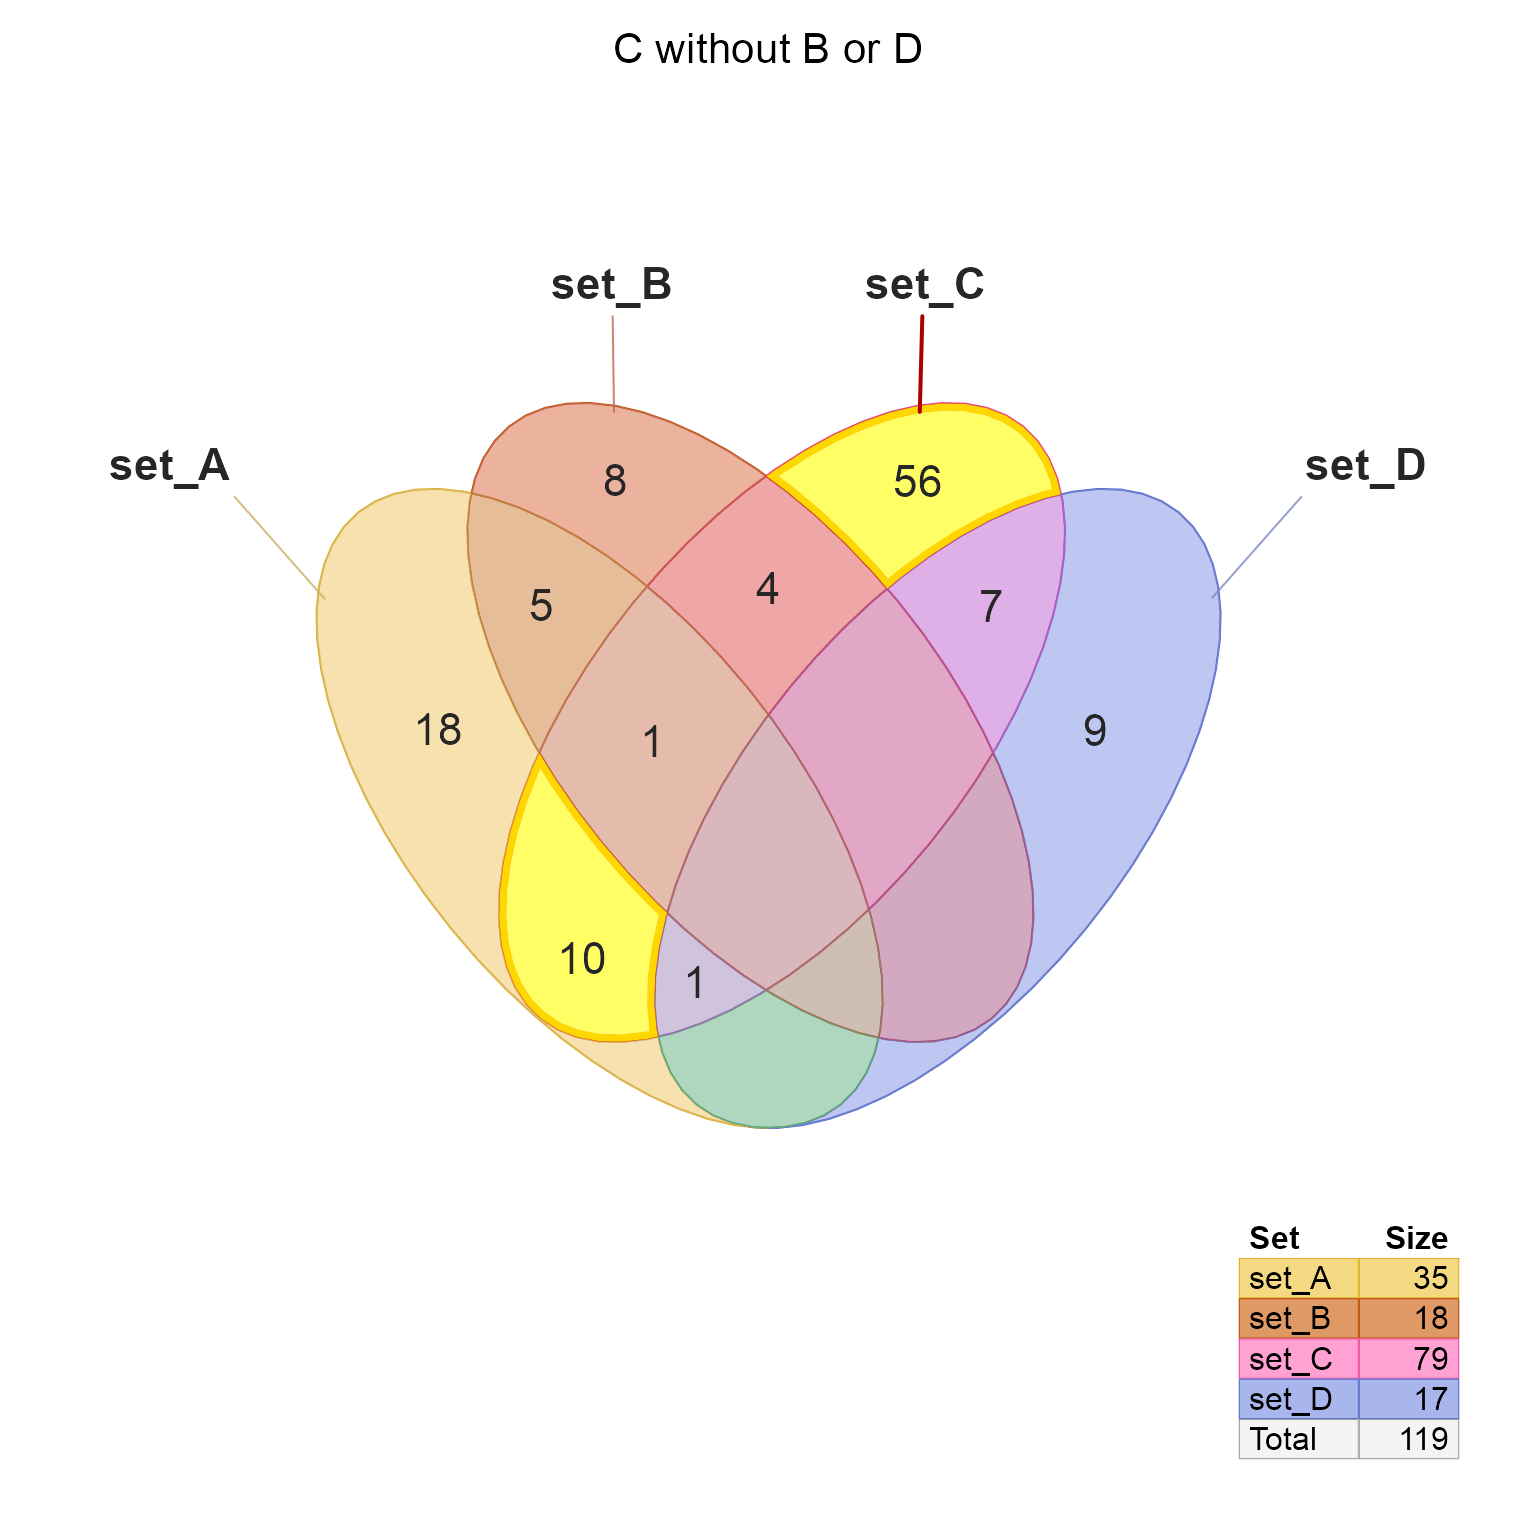 C without B or D
set_B set_C
set_A set_D
8 56
5 4 7
18 1 9
10 1
Set Size
set_A 35
set_B 18
set_C 79
set_D 17
Total 119